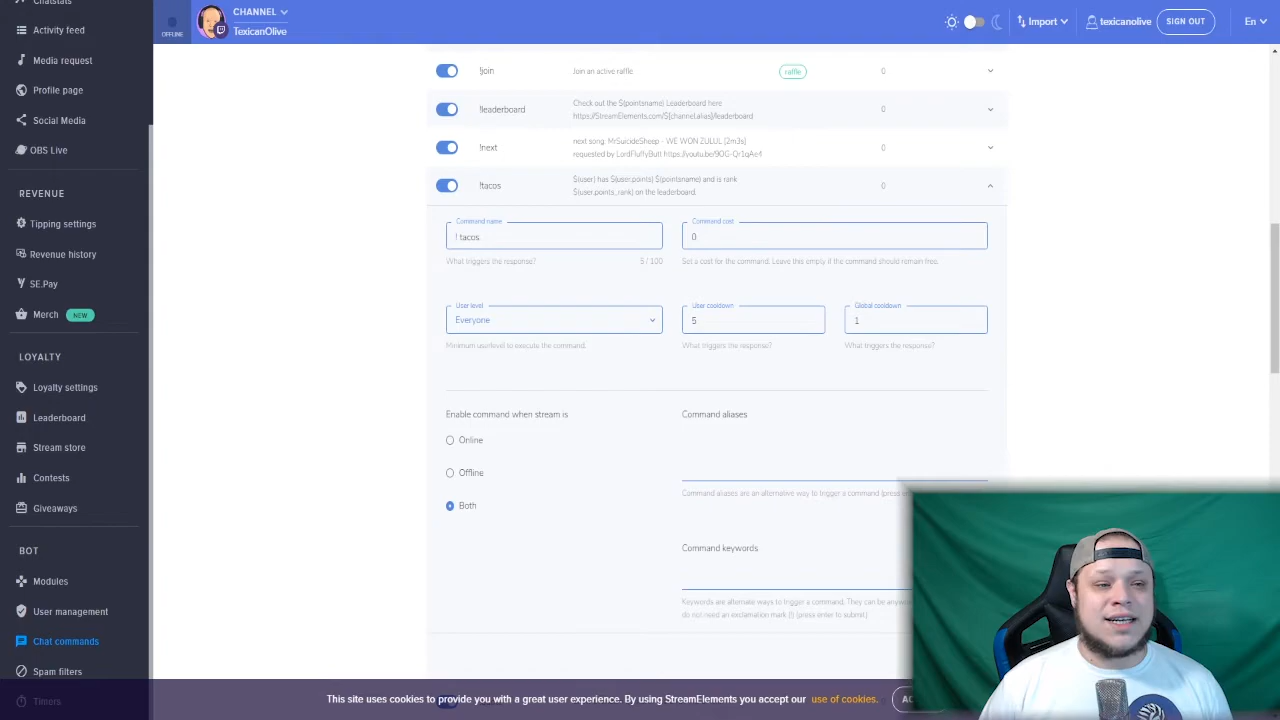 Chatstats
Activity feed
Media request
Profile page
Social Media
OBS Live
REVENUE
Tipping settings
Revenue history
SE.Pay
Merch NEW
LOYALTY
Loyalty settings
Leaderboard
Stream store
Contests
Giveaways
BOT
Modules
User management
Chat commands
Spam filters
Timers
OFFLINE
CHANNEL
TexicanOlive
Import
texicanolive
SIGN OUT
En
!join
Join an active raffle.
raffle
0
!leaderboard
Check out the $(pointsname) Leaderboard here
https://StreamElements.com/$(channel.alias)/leaderboard
0
!next
next song: MrSuicideSheep - WE WON ZULUL [2m3s]
requested by LordFluffyButt https://youtu.be/9OG-Qr1qAe4
0
!tacos
$(user) has $(user.points) $(pointsname) and is rank
$(user.points_rank) on the leaderboard.
0
Command name
! tacos
What triggers the response?
5 / 100
Command cost
0
Set a cost for the command. Leave this empty if the command should remain free.
User level
Everyone
Minimum userlevel to execute the command.
User cooldown
5
What triggers the response?
Global cooldown
1
What triggers the response?
Enable command when stream is
Online
Offline
Both
Command aliases
Command aliases are an alternative way to trigger a command (press
Command keywords
Keywords are alternate ways to trigger a command. They can be
do not need an exclamation mark (!) (press enter to submit)
This site uses cookies to provide you with a great user experience. By using StreamElements you accept our use of cookies.